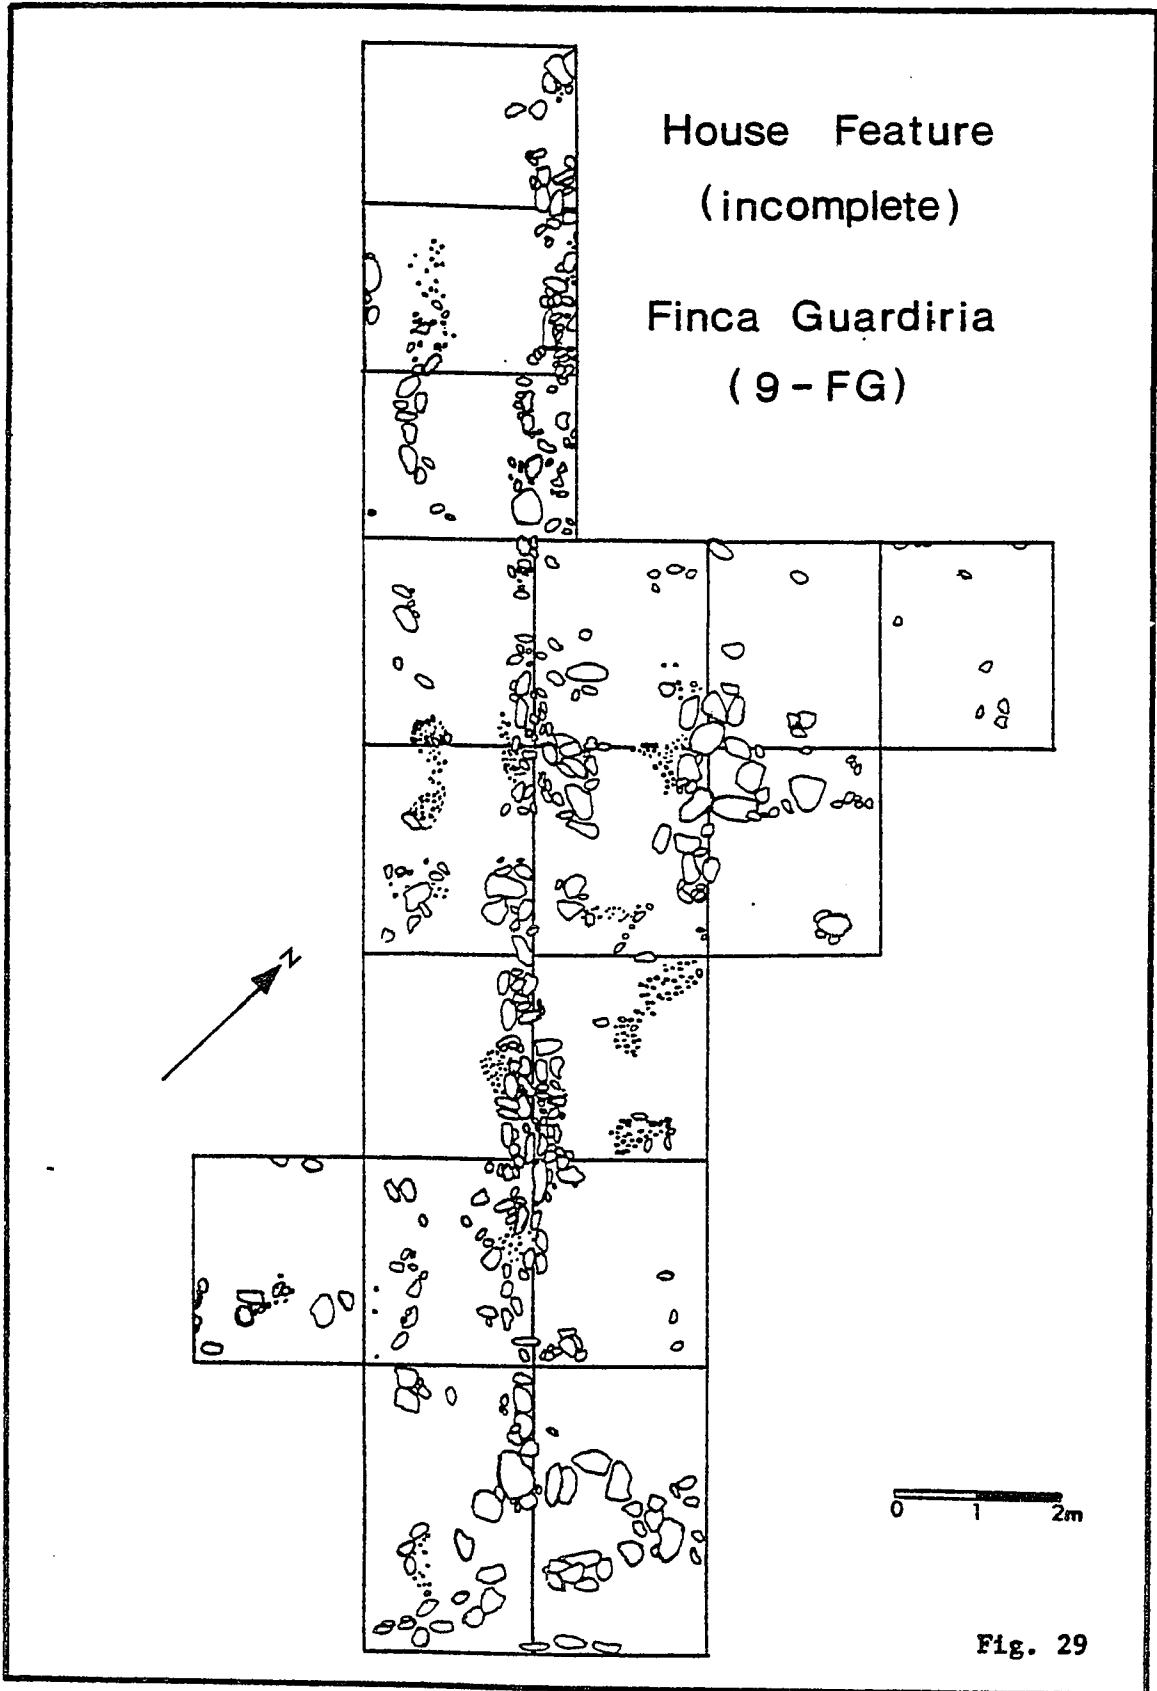 House Feature
(incomplete)
Finca Guardiria
(9-FG)
N
0 1 2m
Fig. 29